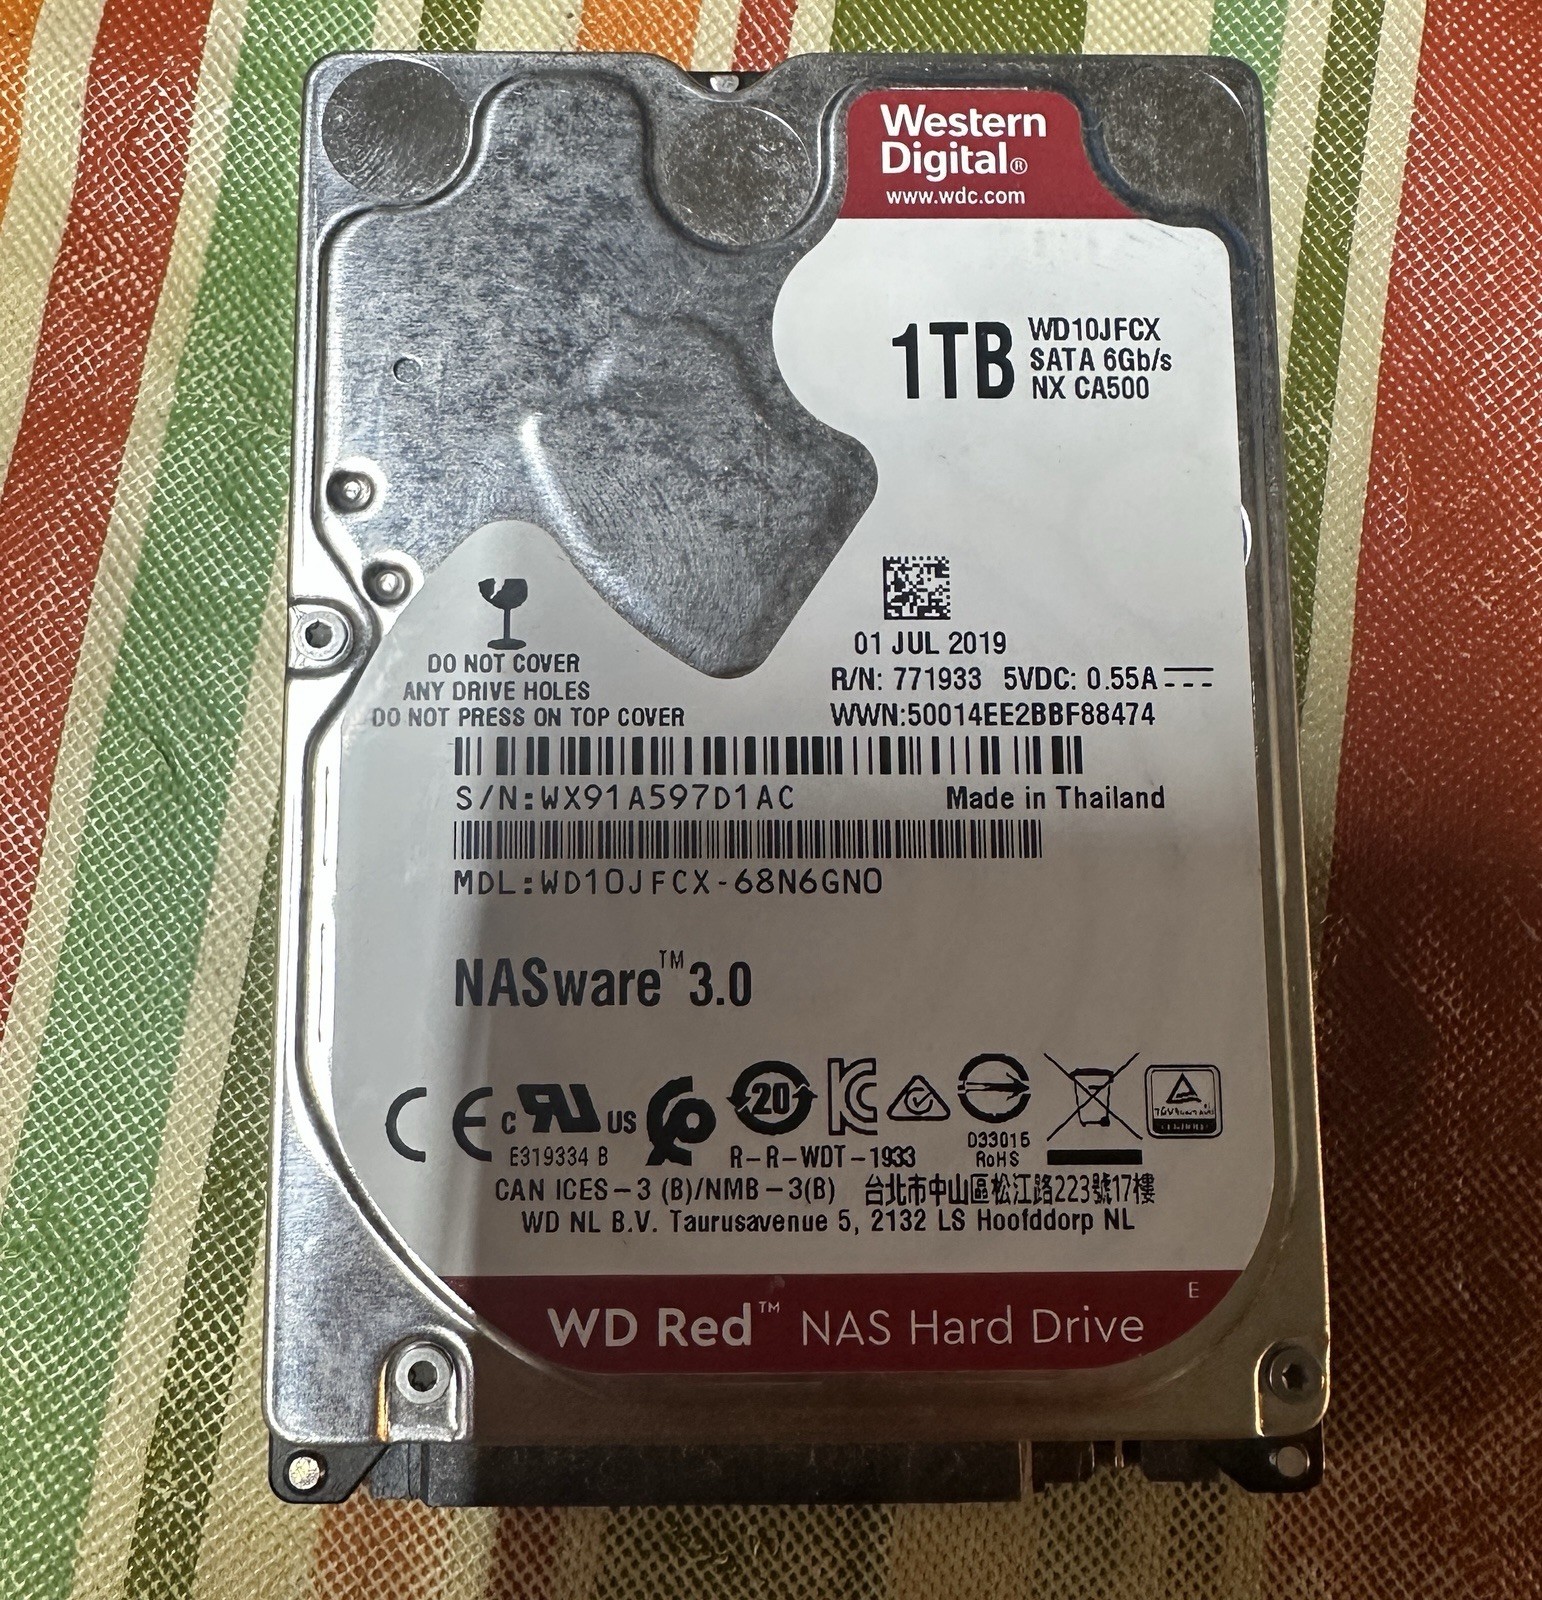 Western
Digital®
www.wdc.com
1TB
WD10JFCX
SATA 6Gb/s
NX CA500
DO NOT COVER
ANY DRIVE HOLES
DO NOT PRESS ON TOP COVER
01 JUL 2019
R/N: 771933 5VDC: 0.55A
WWN:50014EE2BBF88474
S/N:WX91A597D1AC Made in Thailand
MDL:WD10JFCX-68N6GN0
NASware™ 3.0
CE c RU US 20 KC
E319334 B R-R-WDT-1933 D33015
RoHS
CAN ICES-3 (B)/NMB-3(B) 台北市中山區松江路223號17樓
WD NL B.V. Taurusavenue 5, 2132 LS Hoofddorp NL
E
WD Red™ NAS Hard Drive